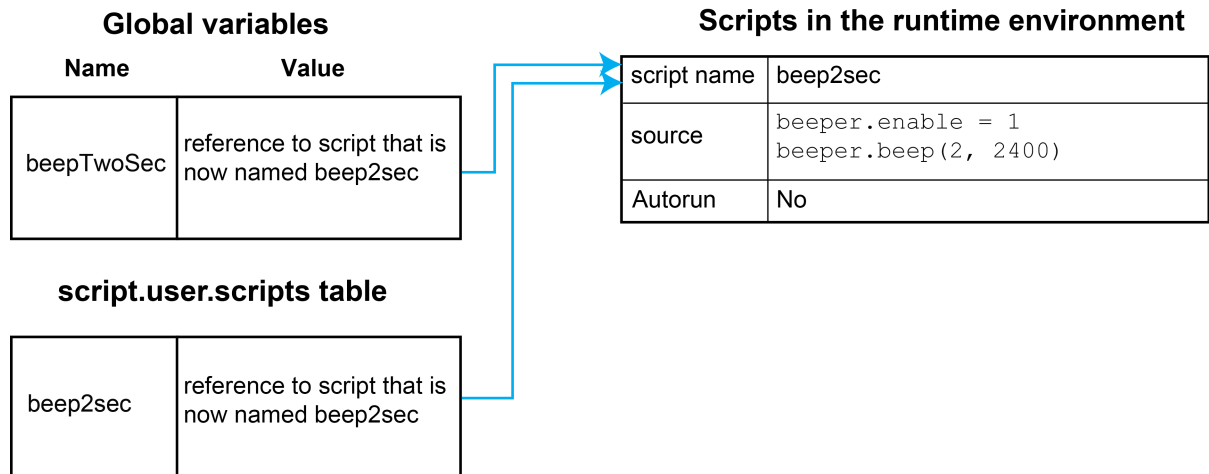 Global variables
Name Value
beepTwoSec
reference to script that is
now named beep2sec
script.user.scripts table
beep2sec
reference to script that is
now named beep2sec
Scripts in the runtime environment
script name beep2sec
source
beeper.enable = 1
beeper.beep(2, 2400)
Autorun No